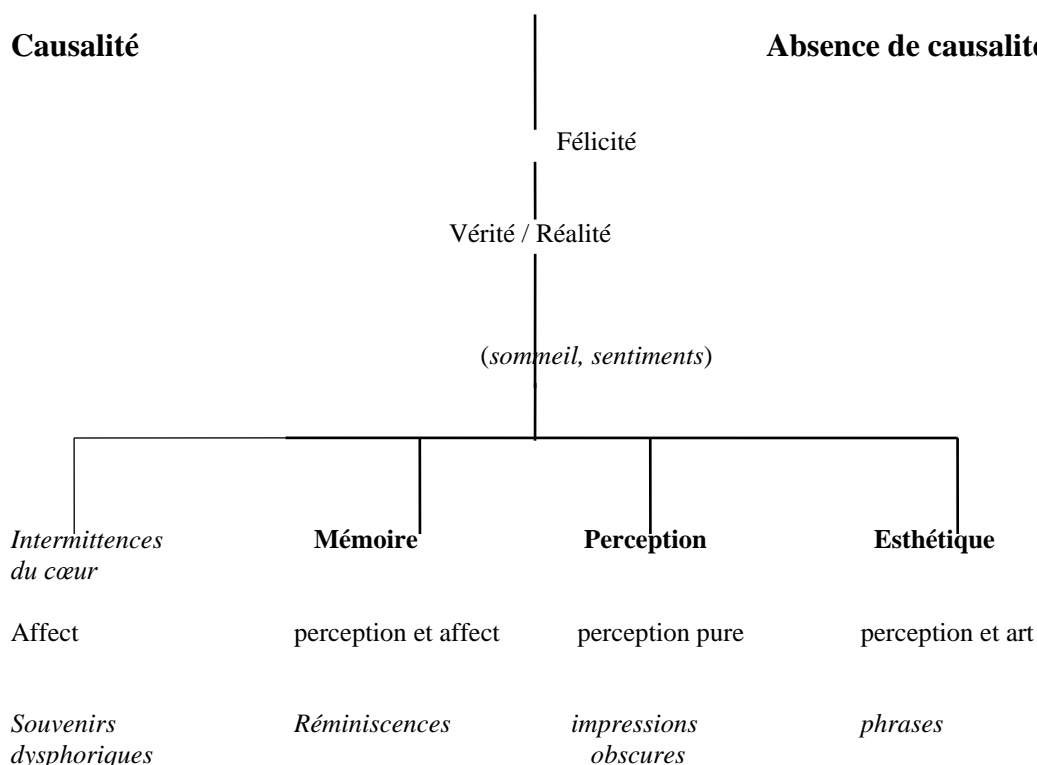 Causalité Absence de causalité
Félicité
Vérité / Réalité
(sommeil, sentiments)
Intermittences Mémoire Perception Esthétique
du cœur
Affect perception et affect perception pure perception et art
Souvenirs Réminiscences impressions phrases
dysphoriques obscures